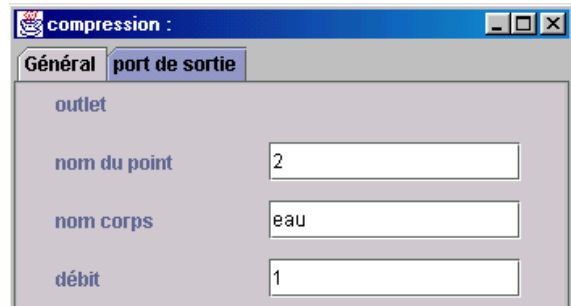 compression :
Général port de sortie
outlet
nom du point 2
nom corps eau
débit 1